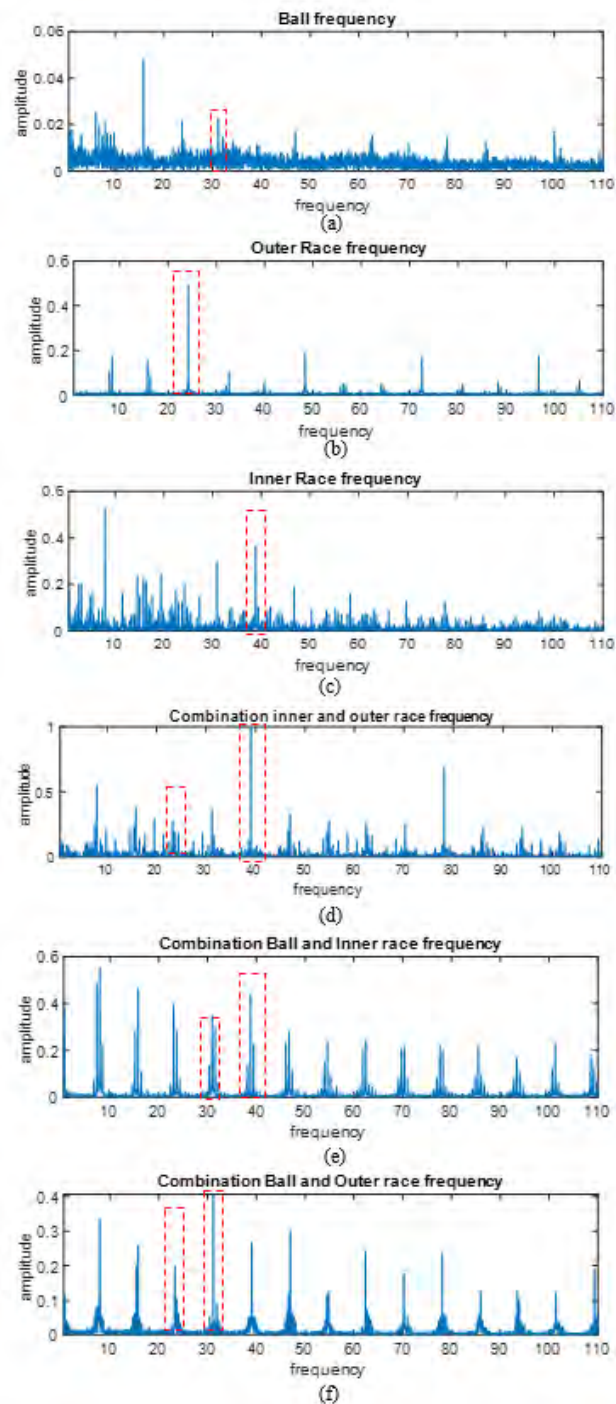 Ball frequency
0.06
0.04
0.02
0
amplitude
10 20 30 40 50 60 70 80 90 100 110
frequency
(a)
Outer Race frequency
0.6
0.4
0.2
0
amplitude
10 20 30 40 50 60 70 80 90 100 110
frequency
(b)
Inner Race frequency
0.6
0.4
0.2
0
amplitude
10 20 30 40 50 60 70 80 90 100 110
frequency
(c)
Combination inner and outer race frequency
1
0.5
0
amplitude
10 20 30 40 50 60 70 80 90 100 110
frequency
(d)
Combination Ball and Inner race frequency
0.6
0.4
0.2
0
amplitude
10 20 30 40 50 60 70 80 90 100 110
frequency
(e)
Combination Ball and Outer race frequency
0.4
0.3
0.2
0.1
0
amplitude
10 20 30 40 50 60 70 80 90 100 110
frequency
(f)